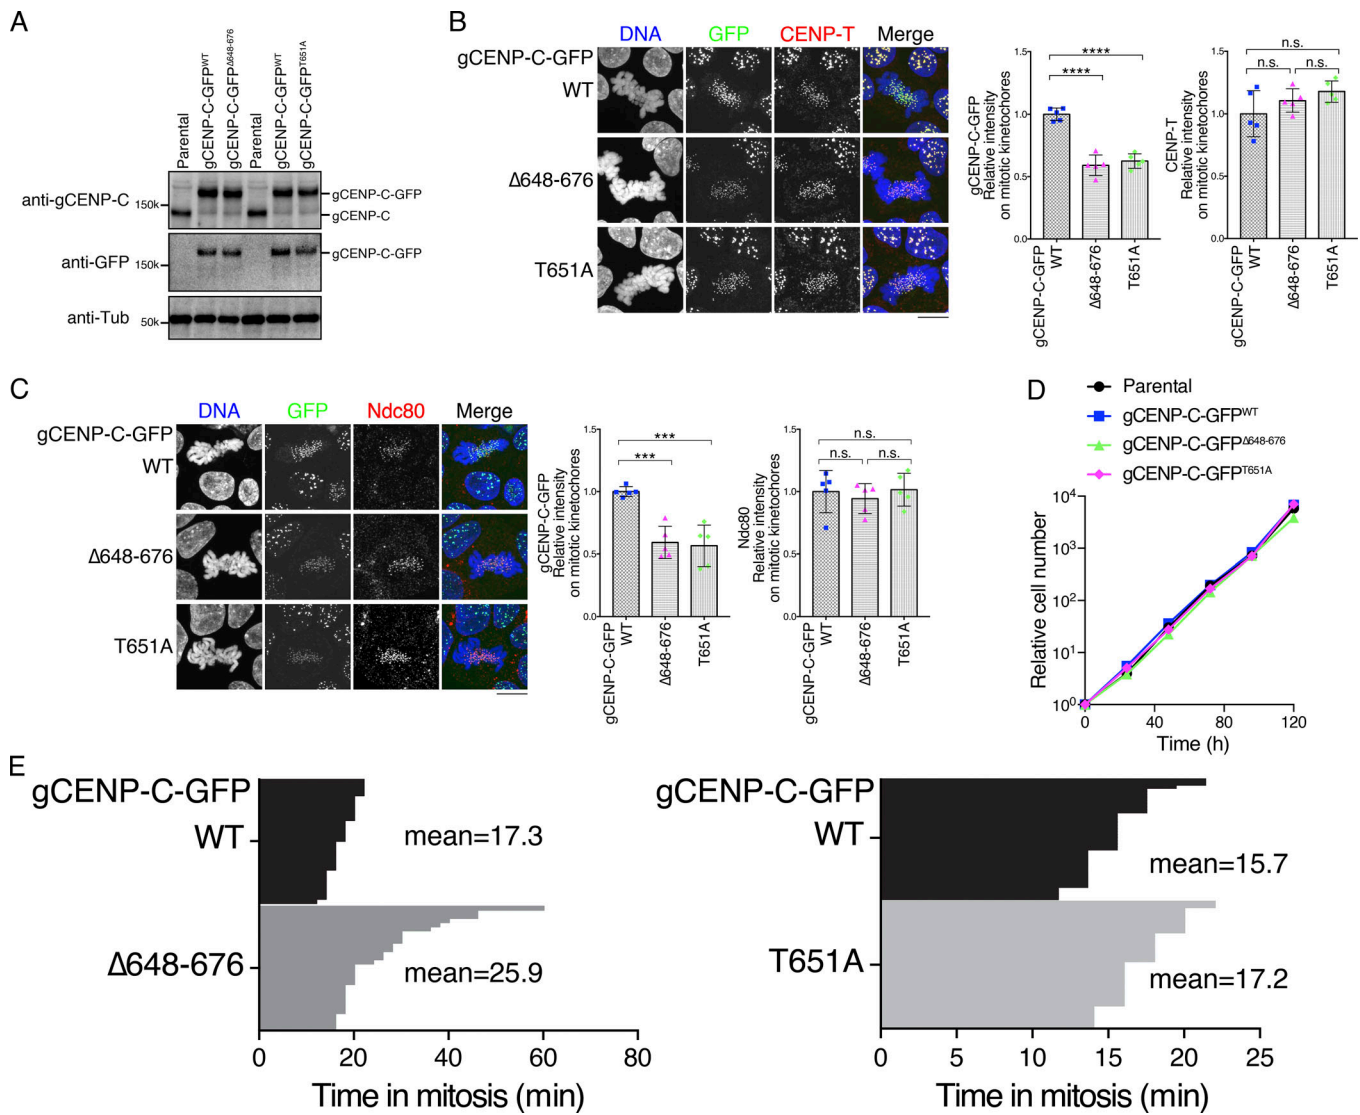 A
Parental
gCENP-C-GFPWT
gCENP-C-GFPΔ648-676
Parental
gCENP-C-GFPWT
gCENP-C-GFPT651A
anti-gCENP-C
150k
gCENP-C-GFP
gCENP-C
anti-GFP
150k
gCENP-C-GFP
anti-Tub
50k
B
DNA GFP CENP-T Merge
gCENP-C-GFP
WT
Δ648-676
T651A
gCENP-C-GFP
Relative intensity
on mitotic kinetochores
1.5
1.0
0.5
0.0
****
****
gCENP-C-GFP
WT
Δ648-676
T651A
CENP-T
Relative intensity
on mitotic kinetochores
1.5
1.0
0.5
0.0
n.s.
n.s. n.s.
gCENP-C-GFP
WT
Δ648-676
T651A
C
DNA GFP Ndc80 Merge
gCENP-C-GFP
WT
Δ648-676
T651A
gCENP-C-GFP
Relative intensity
on mitotic kinetochores
1.5
1.0
0.5
0.0
***
***
gCENP-C-GFP
WT
Δ648-676
T651A
Ndc80
Relative intensity
on mitotic kinetochores
1.5
1.0
0.5
0.0
n.s.
n.s. n.s.
gCENP-C-GFP
WT
Δ648-676
T651A
D
Parental
gCENP-C-GFPWT
gCENP-C-GFPΔ648-676
gCENP-C-GFPT651A
Relative cell number
104
103
102
101
100
0 40 80 120
Time (h)
E
gCENP-C-GFP
WT
mean=17.3
Δ648-676
mean=25.9
0 20 40 60 80
Time in mitosis (min)
gCENP-C-GFP
WT
mean=15.7
T651A
mean=17.2
0 5 10 15 20 25
Time in mitosis (min)